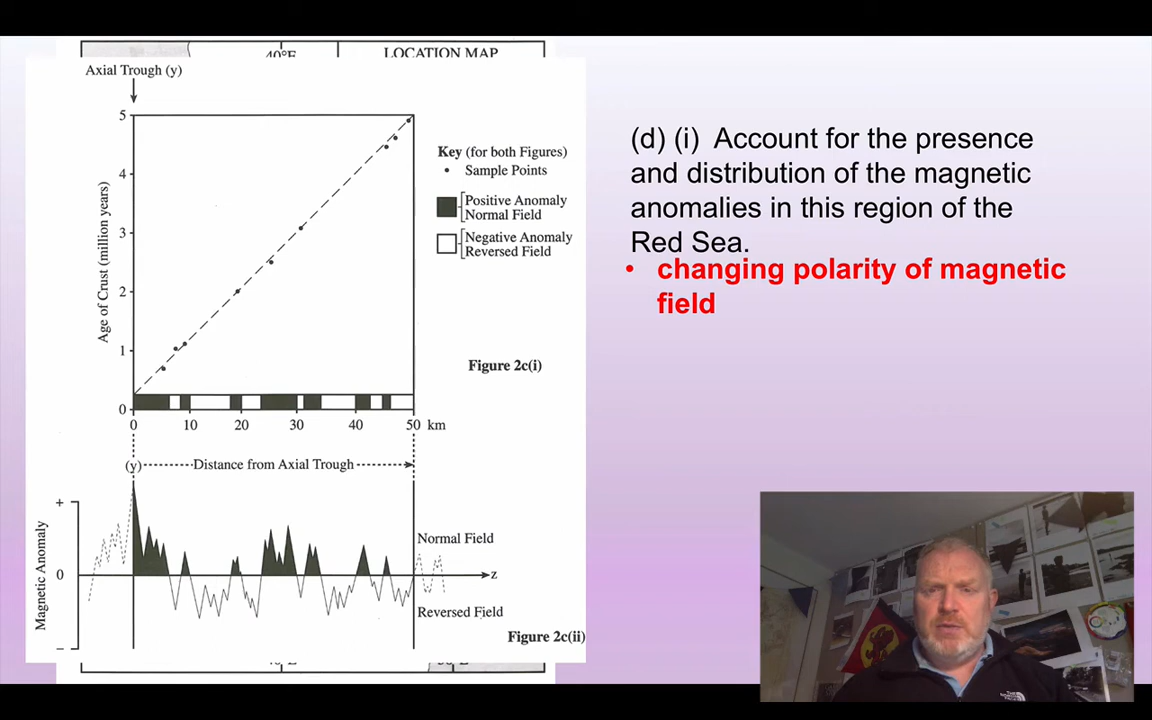 40°E
LOCATION MAP
Axial Trough (y)
5
4
3
2
1
0
Age of Crust (million years)
0 10 20 30 40 50 km
Key (for both Figures)
Sample Points
Positive Anomaly
Normal Field
Negative Anomaly
Reversed Field
Figure 2c(i)
(y) Distance from Axial Trough
+
0
–
Magnetic Anomaly
Normal Field
z
Reversed Field
Figure 2c(ii)
(d) (i) Account for the presence
and distribution of the magnetic
anomalies in this region of the
Red Sea.
• changing polarity of magnetic
field